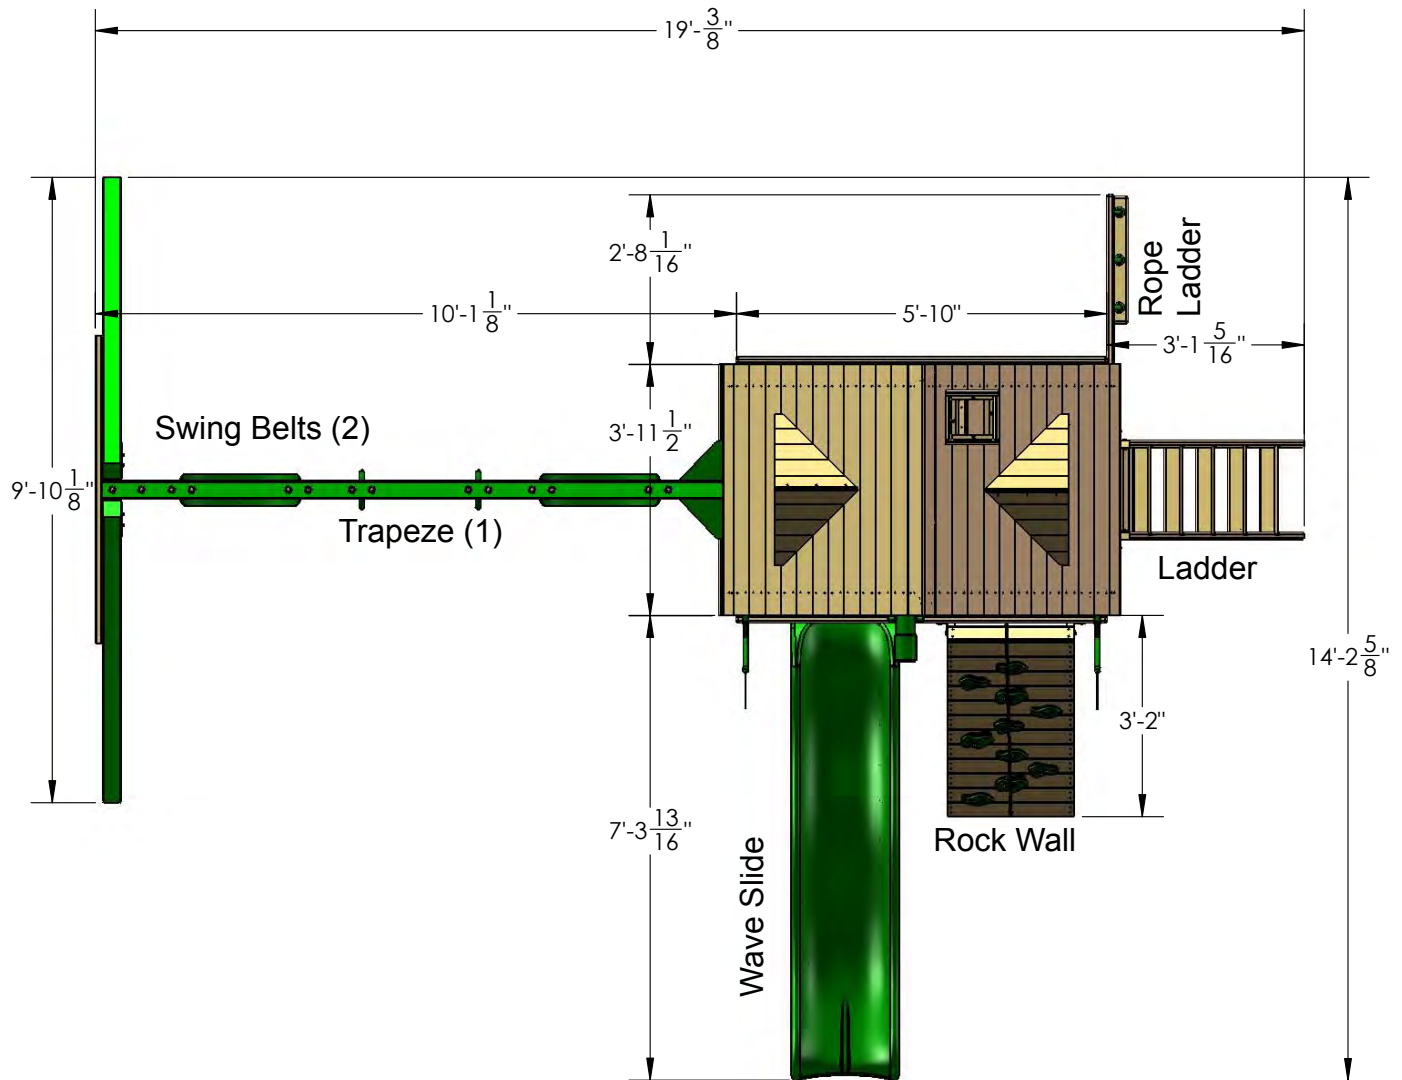 19'-3/8"
2'-8 1/16"
Rope
Ladder
10'-1 1/8"
5'-10"
3'-1 5/16"
Swing Belts (2)
3'-11 1/2"
9'-10 1/8"
Trapeze (1)
Ladder
14'-2 5/8"
3'-2"
7'-3 13/16"
Wave Slide
Rock Wall